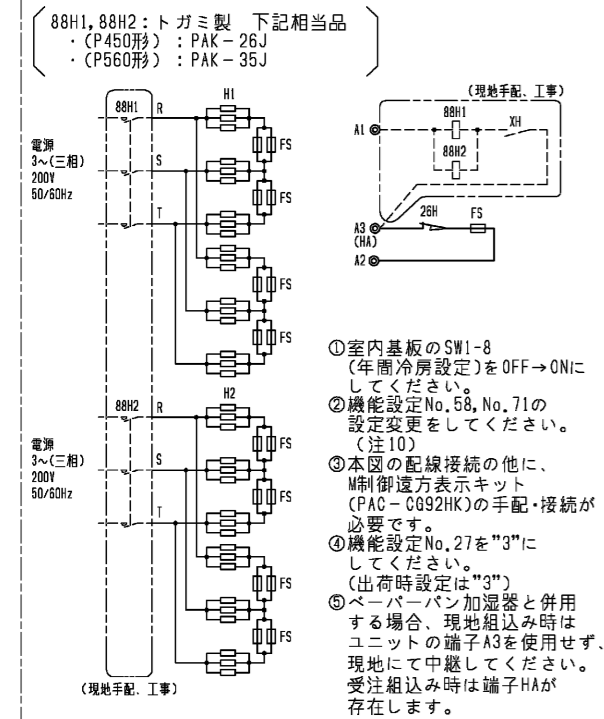 88H1,88H2：トガミ製　下記相当品
・(P450形)：PAK－26J
・(P560形)：PAK－35J
88H1
R
H1
電源
3～(三相)
200V
50/60Hz
S
T
FS
FS
FS
FS
88H2
R
H2
電源
3～(三相)
200V
50/60Hz
S
T
FS
FS
FS
FS
(現地手配、工事)
(現地手配、工事)
88H1
XH
A1
88H2
A3
(HA)
26H
FS
A2
①室内基板のSW1-8
(年間冷房設定)をOFF→ONに
してください。
②機能設定No.58,No.71の
設定変更をしてください。
(注10)
③本図の配線接続の他に、
M制御遠方表示キット
(PAC－CG92HK)の手配・接続が
必要です。
④機能設定No.27を"3"に
してください。
(出荷時設定は"3")
⑤ペーパーパン加湿器と併用
する場合、現地組込み時は
ユニットの端子A3を使用せず、
現地にて中継してください。
受注組込み時は端子HAが
存在します。